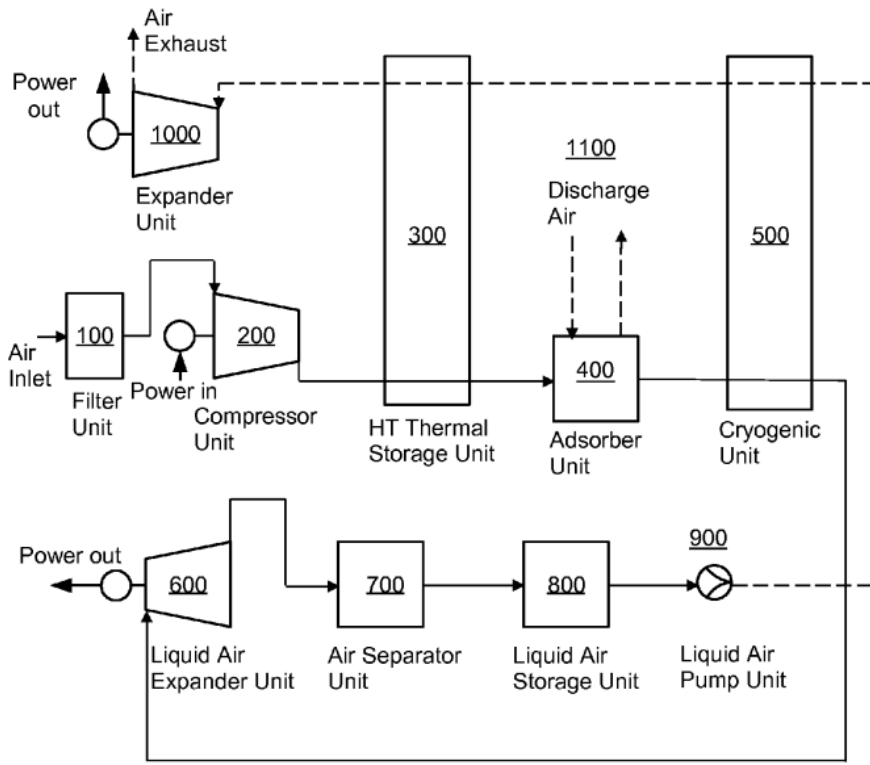 Air
Exhaust
Power
out
1000
Expander
Unit
300
1100
Discharge
Air
500
Air
Inlet
100
Filter
Unit
Power in
200
Compressor
Unit
HT Thermal
Storage Unit
400
Adsorber
Unit
Cryogenic
Unit
Power out
600
Liquid Air
Expander Unit
700
Air Separator
Unit
800
Liquid Air
Storage Unit
900
Liquid Air
Pump Unit